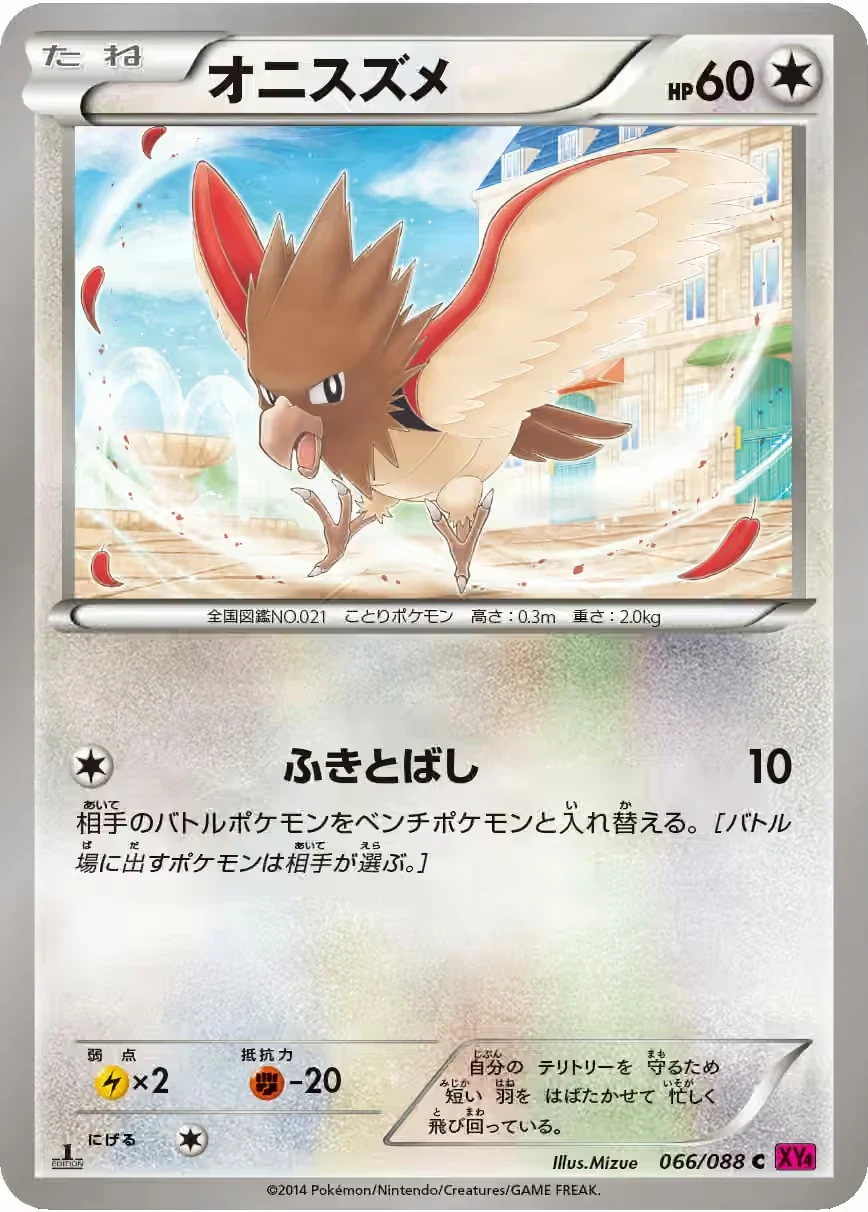 たね オニスズメ HP60
全国図鑑NO.021 ことりポケモン 高さ:0.3m 重さ:2.0kg
ふきとばし 10
相手のバトルポケモンをベンチポケモンと入れ替える。[バトル
場に出すポケモンは相手が選ぶ。]
弱点 抵抗力
×2 -20
にげる
自分の テリトリーを 守るため
短い 羽を はばたかせて 忙しく
飛び回っている。
1 EDITION
Illus.Mizue 066/088 C XY4
©2014 Pokémon/Nintendo/Creatures/GAME FREAK.